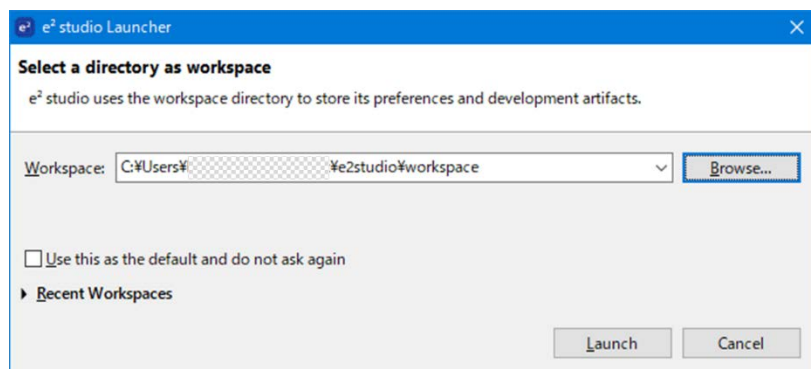 e² e² studio Launcher
Select a directory as workspace
e² studio uses the workspace directory to store its preferences and development artifacts.
Workspace: C:¥Users¥ ¥e2studio¥workspace Browse...
Use this as the default and do not ask again
Recent Workspaces
Launch Cancel